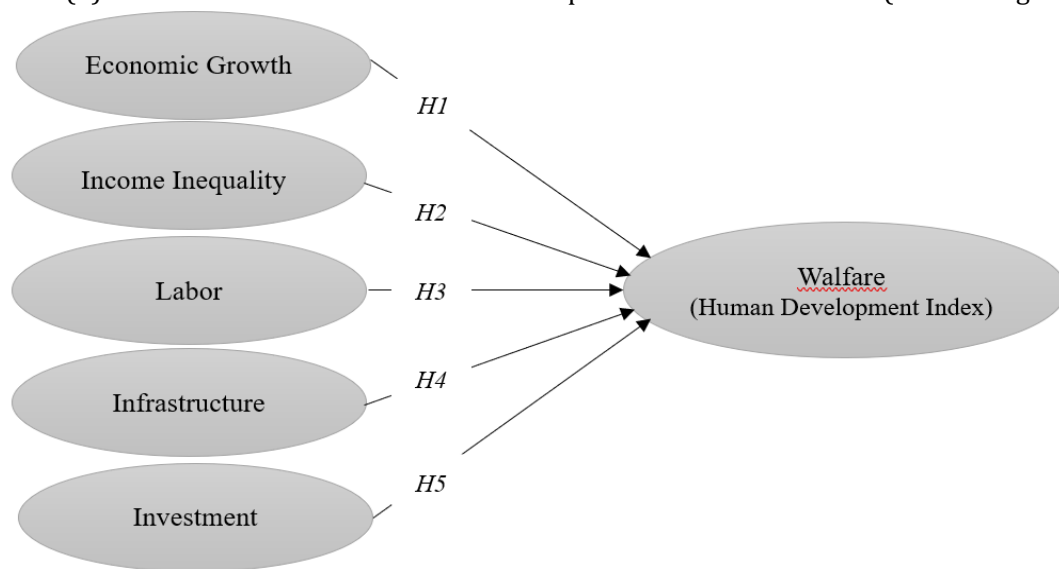 Economic Growth
H1
Income Inequality
H2
Labor
H3
Walfare
(Human Development Index)
Infrastructure
H4
Investment
H5